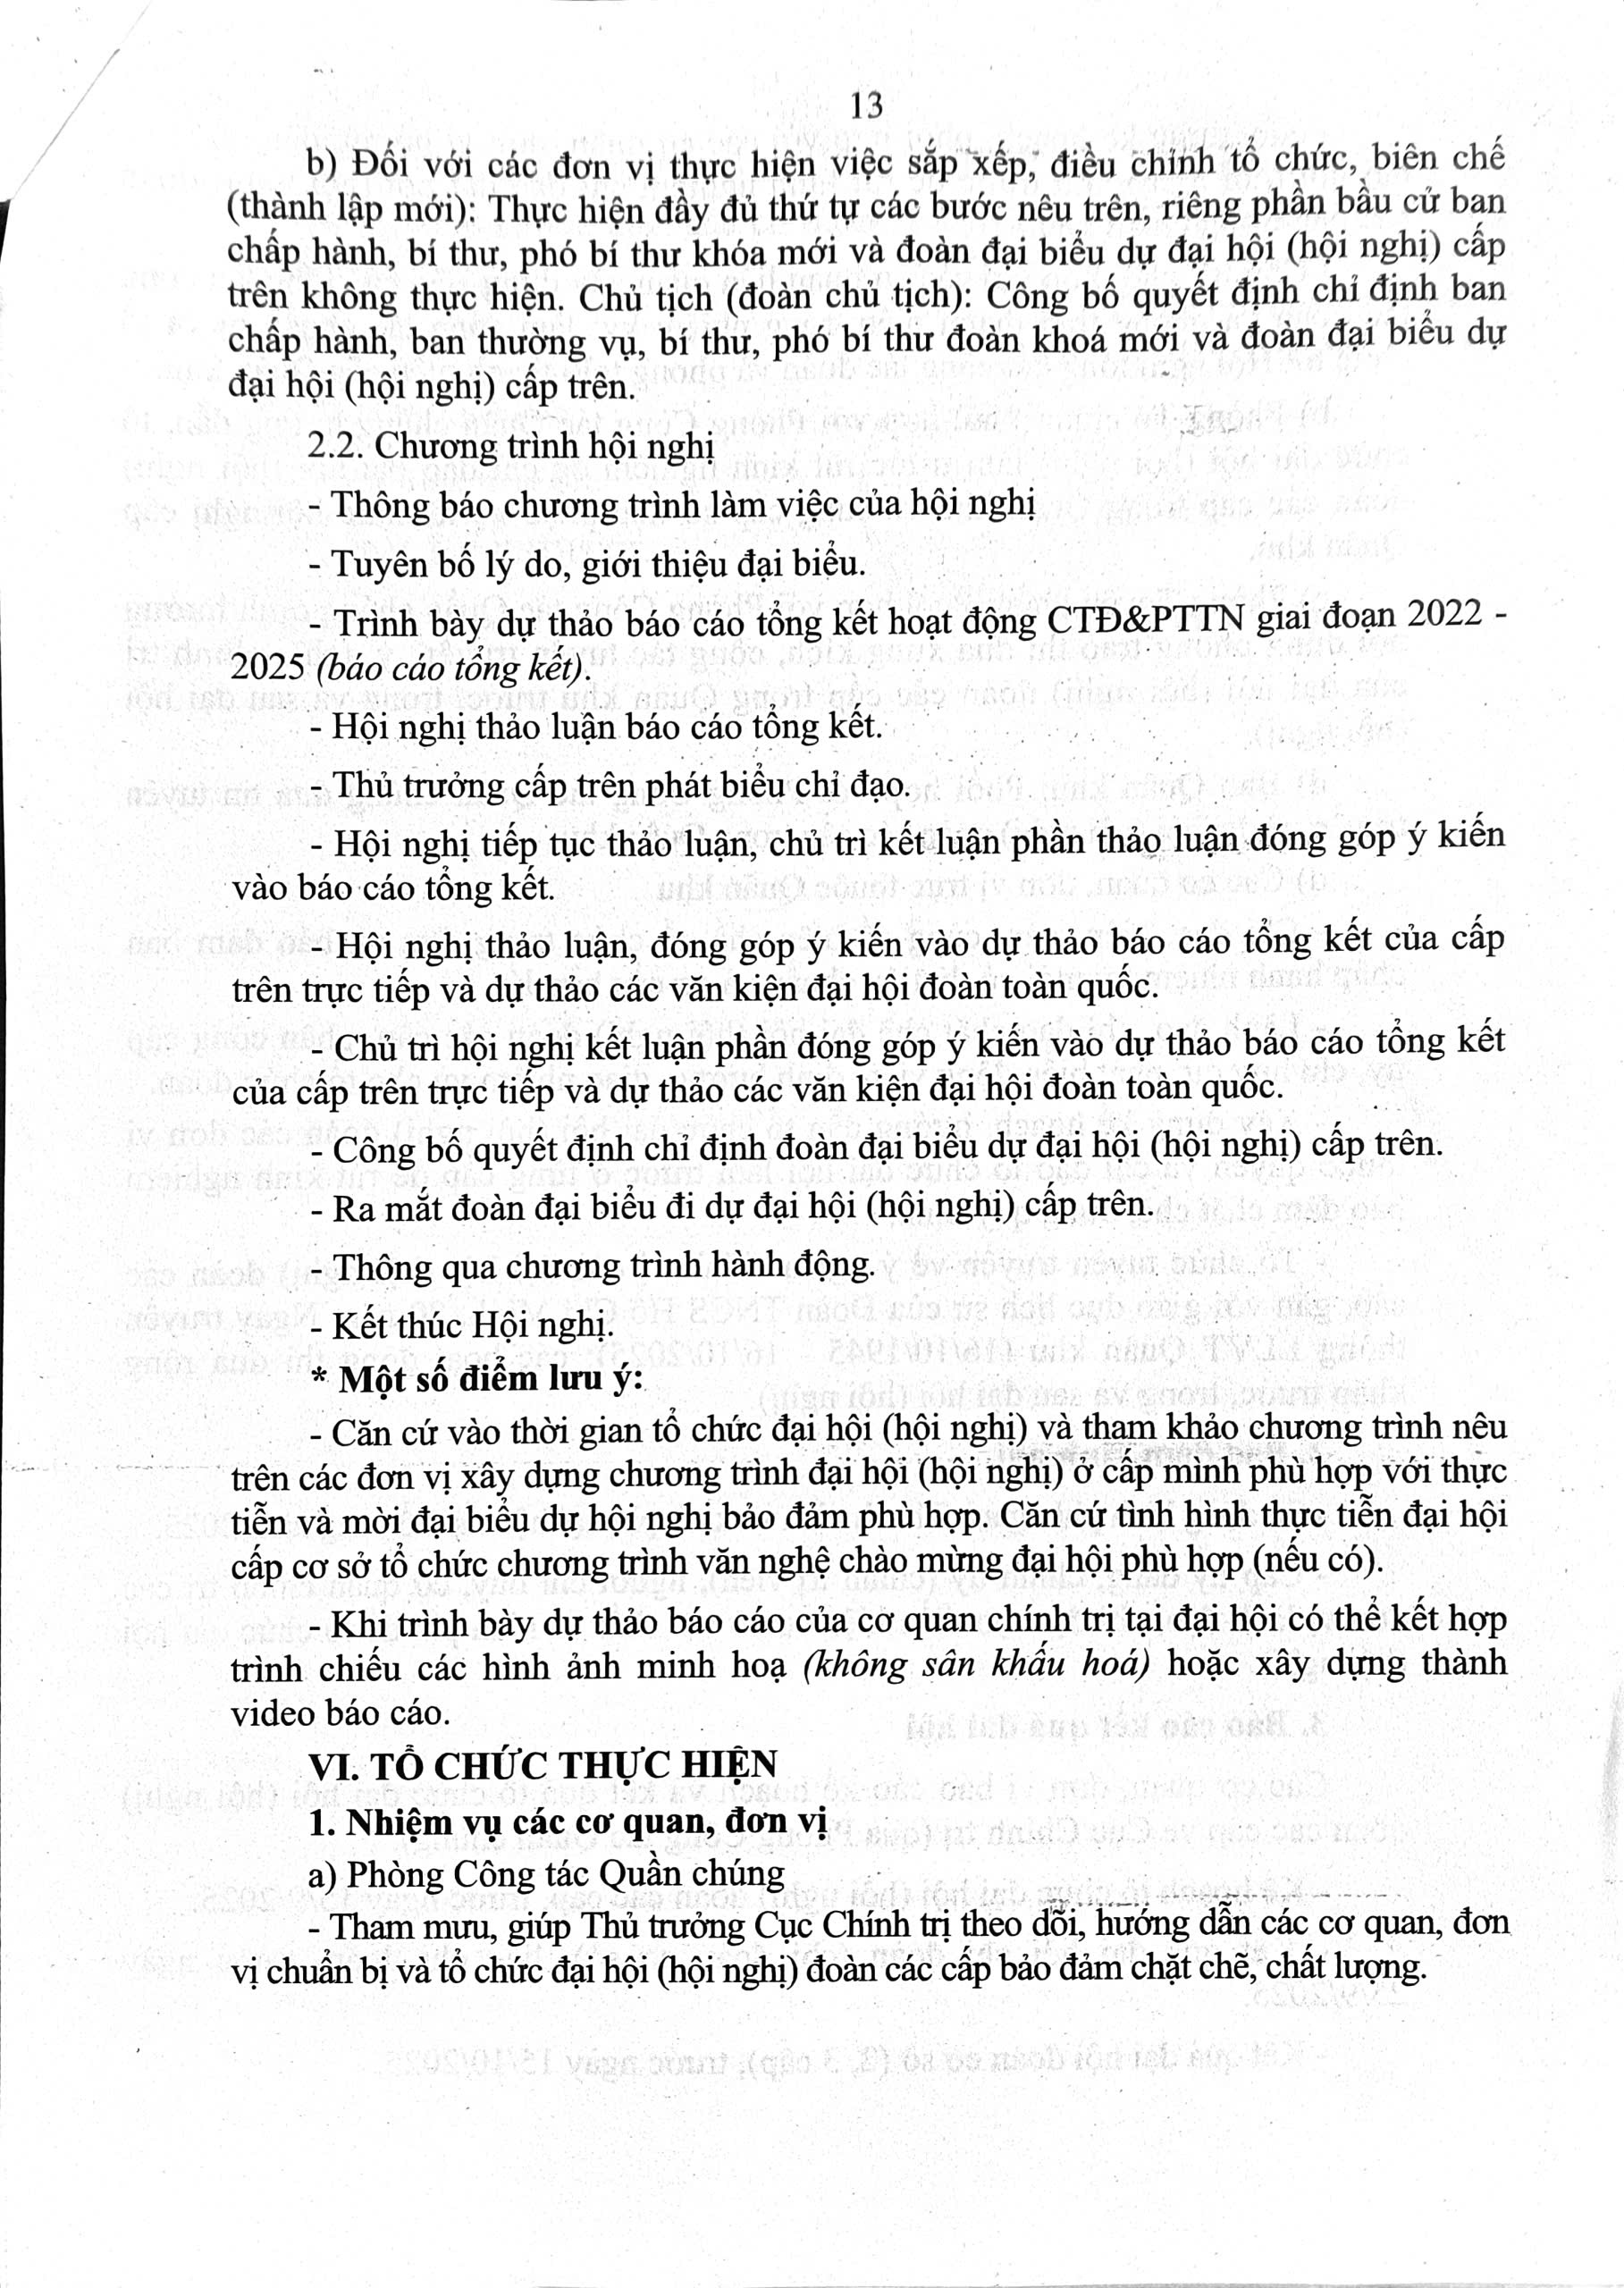 13
b) Đối với các đơn vị thực hiện việc sắp xếp, điều chỉnh tổ chức, biên chế
(thành lập mới): Thực hiện đầy đủ thứ tự các bước nêu trên, riêng phần bầu cử ban
chấp hành, bí thư, phó bí thư khóa mới và đoàn đại biểu dự đại hội (hội nghị) cấp
trên không thực hiện. Chủ tịch (đoàn chủ tịch): Công bố quyết định chỉ định ban
chấp hành, ban thường vụ, bí thư, phó bí thư đoàn khoá mới và đoàn đại biểu dự
đại hội (hội nghị) cấp trên.
2.2. Chương trình hội nghị
- Thông báo chương trình làm việc của hội nghị
- Tuyên bố lý do, giới thiệu đại biểu.
- Trình bày dự thảo báo cáo tổng kết hoạt động CTĐ&PTTN giai đoạn 2022 -
2025 (báo cáo tổng kết).
- Hội nghị thảo luận báo cáo tổng kết.
- Thủ trưởng cấp trên phát biểu chỉ đạo.
- Hội nghị tiếp tục thảo luận, chủ trì kết luận phần thảo luận đóng góp ý kiến
vào báo cáo tổng kết.
- Hội nghị thảo luận, đóng góp ý kiến vào dự thảo báo cáo tổng kết của cấp
trên trực tiếp và dự thảo các văn kiện đại hội đoàn toàn quốc.
- Chủ trì hội nghị kết luận phần đóng góp ý kiến vào dự thảo báo cáo tổng kết
của cấp trên trực tiếp và dự thảo các văn kiện đại hội đoàn toàn quốc.
- Công bố quyết định chỉ định đoàn đại biểu dự đại hội (hội nghị) cấp trên.
- Ra mắt đoàn đại biểu đi dự đại hội (hội nghị) cấp trên.
- Thông qua chương trình hành động.
- Kết thúc Hội nghị.
* Một số điểm lưu ý:
- Căn cứ vào thời gian tổ chức đại hội (hội nghị) và tham khảo chương trình nêu
trên các đơn vị xây dựng chương trình đại hội (hội nghị) ở cấp mình phù hợp với thực
tiễn và mời đại biểu dự hội nghị bảo đảm phù hợp. Căn cứ tình hình thực tiễn đại hội
cấp cơ sở tổ chức chương trình văn nghệ chào mừng đại hội phù hợp (nếu có).
- Khi trình bày dự thảo báo cáo của cơ quan chính trị tại đại hội có thể kết hợp
trình chiếu các hình ảnh minh hoạ (không sân khấu hoá) hoặc xây dựng thành
video báo cáo.
VI. TỔ CHỨC THỰC HIỆN
1. Nhiệm vụ các cơ quan, đơn vị
a) Phòng Công tác Quần chúng
- Tham mưu, giúp Thủ trưởng Cục Chính trị theo dõi, hướng dẫn các cơ quan, đơn
vị chuẩn bị và tổ chức đại hội (hội nghị) đoàn các cấp bảo đảm chặt chẽ, chất lượng.